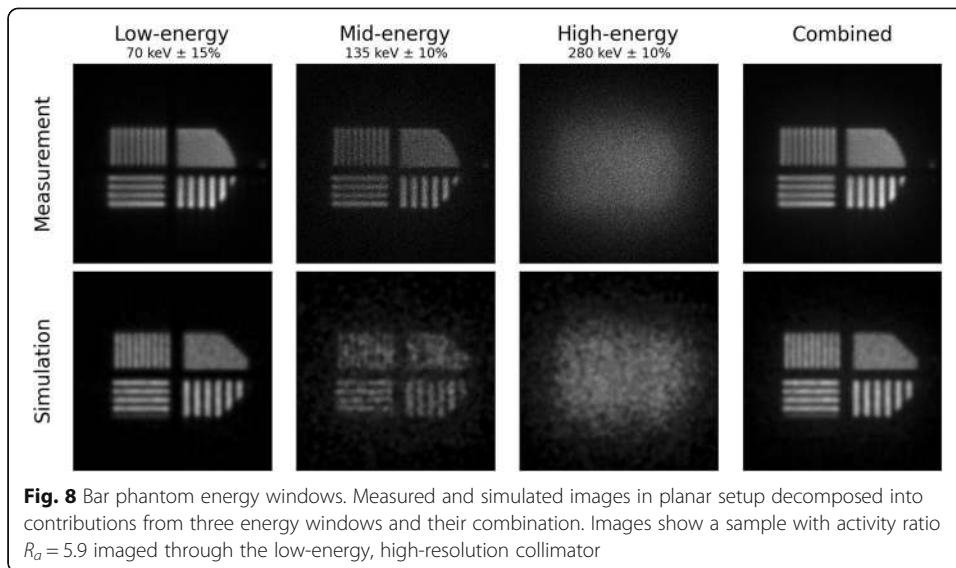 Low-energy
70 keV ± 15%
Mid-energy
135 keV ± 10%
High-energy
280 keV ± 10%
Combined
Measurement
Simulation
Fig. 8 Bar phantom energy windows. Measured and simulated images in planar setup decomposed into
contributions from three energy windows and their combination. Images show a sample with activity ratio
Rₐ = 5.9 imaged through the low-energy, high-resolution collimator